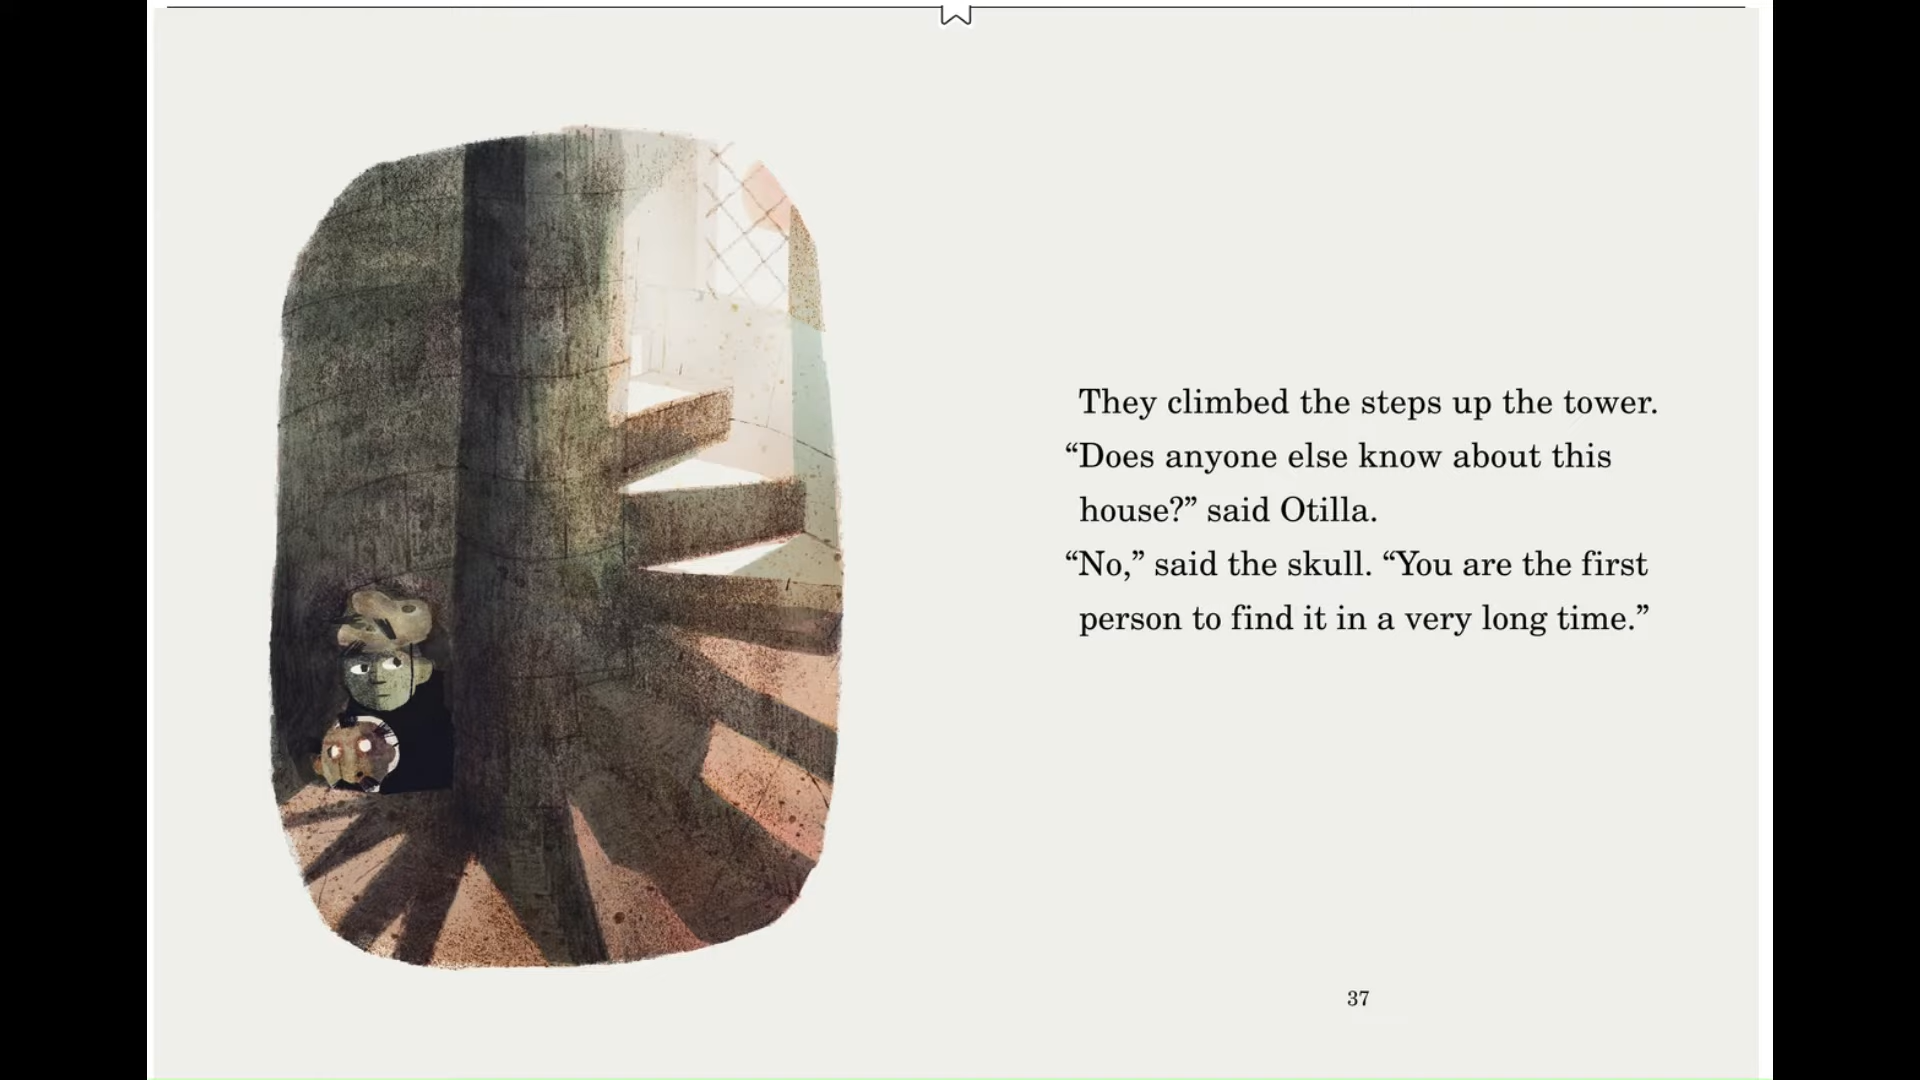 They climbed the steps up the tower.
“Does anyone else know about this
house?” said Otilla.
“No,” said the skull. “You are the first
person to find it in a very long time.”
37